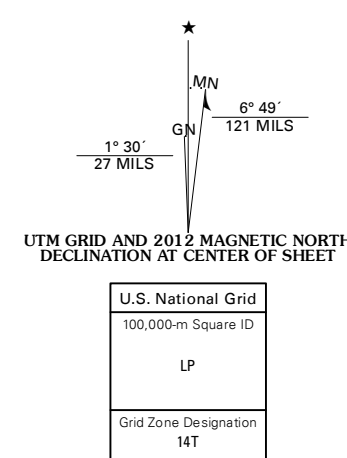 MN
GN
6° 49´
121 MILS
1° 30´
27 MILS
UTM GRID AND 2012 MAGNETIC NORTH
DECLINATION AT CENTER OF SHEET
U.S. National Grid
100,000-m Square ID
LP
Grid Zone Designation
14T